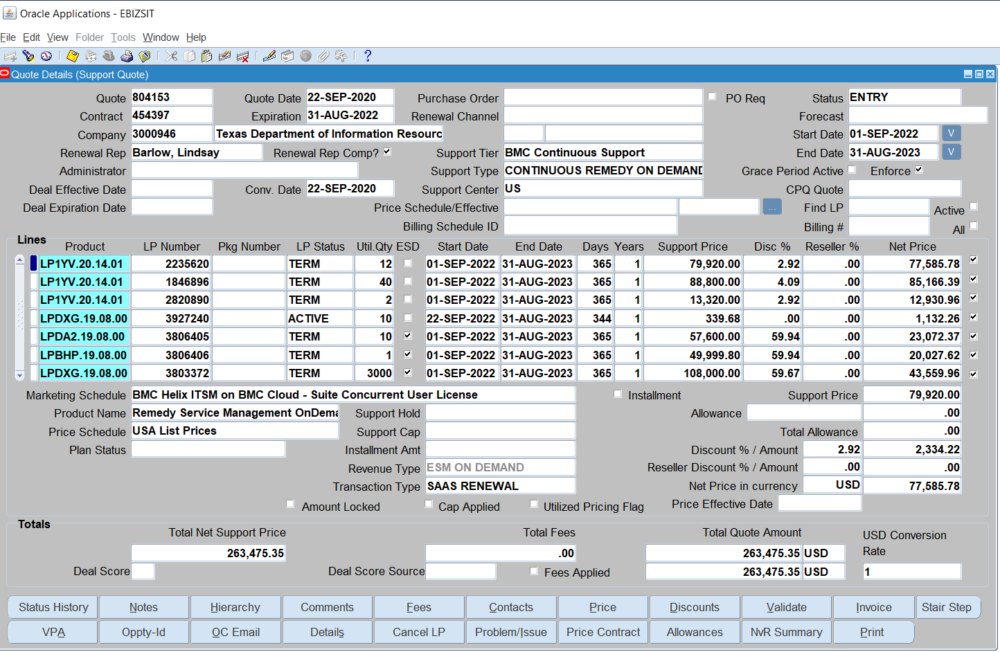 Oracle Applications - EBIZSIT
File Edit View Folder Tools Window Help
Quote Details (Support Quote)
Quote 804153 Quote Date 22-SEP-2020 Purchase Order PO Req Status ENTRY
Contract 454397 Expiration 31-AUG-2022 Renewal Channel Forecast
Company 3000946 Texas Department of Information Resourc Start Date 01-SEP-2022 V
Renewal Rep Barlow, Lindsay Renewal Rep Comp? Support Tier BMC Continuous Support End Date 31-AUG-2023 V
Administrator Support Type CONTINUOUS REMEDY ON DEMAND Grace Period Active Enforce
Deal Effective Date Conv. Date 22-SEP-2020 Support Center US CPQ Quote
Deal Expiration Date Price Schedule/Effective ... Find LP Active
Billing Schedule ID Billing # All
Lines
Product LP Number Pkg Number LP Status Util.Qty ESD Start Date End Date Days Years Support Price Disc % Reseller % Net Price
LP1YV.20.14.01 2235620 TERM 12 01-SEP-2022 31-AUG-2023 365 1 79,920.00 2.92 .00 77,585.78
LP1YV.20.14.01 1846896 TERM 40 01-SEP-2022 31-AUG-2023 365 1 88,800.00 4.09 .00 85,166.39
LP1YV.20.14.01 2820890 TERM 2 01-SEP-2022 31-AUG-2023 365 1 13,320.00 2.92 .00 12,930.96
LPDXG.19.08.00 3927240 ACTIVE 10 22-SEP-2022 31-AUG-2023 344 1 339.68 .00 .00 1,132.26
LPDA2.19.08.00 3806405 TERM 10 01-SEP-2022 31-AUG-2023 365 1 57,600.00 59.94 .00 23,072.37
LPBHP.19.08.00 3806406 TERM 1 01-SEP-2022 31-AUG-2023 365 1 49,999.80 59.94 .00 20,027.62
LPDXG.19.08.00 3803372 TERM 3000 01-SEP-2022 31-AUG-2023 365 1 108,000.00 59.67 .00 43,559.96
Marketing Schedule BMC Helix ITSM on BMC Cloud - Suite Concurrent User License Installment Support Price 79,920.00
Product Name Remedy Service Management OnDema Support Hold Allowance .00
Price Schedule USA List Prices Support Cap Total Allowance .00
Plan Status Installment Amt Discount % / Amount 2.92 2,334.22
Revenue Type ESM ON DEMAND Reseller Discount % / Amount .00 .00
Transaction Type SAAS RENEWAL Net Price in currency USD 77,585.78
Amount Locked Cap Applied Utilized Pricing Flag Price Effective Date
Totals
Total Net Support Price Total Fees Total Quote Amount USD Conversion
Rate
263,475.35 .00 263,475.35 USD
Deal Score Deal Score Source Fees Applied 263,475.35 USD 1
Status History Notes Hierarchy Comments Fees Contacts Price Discounts Validate Invoice Stair Step
VPA Oppty-Id OC Email Details Cancel LP Problem/Issue Price Contract Allowances NvR Summary Print